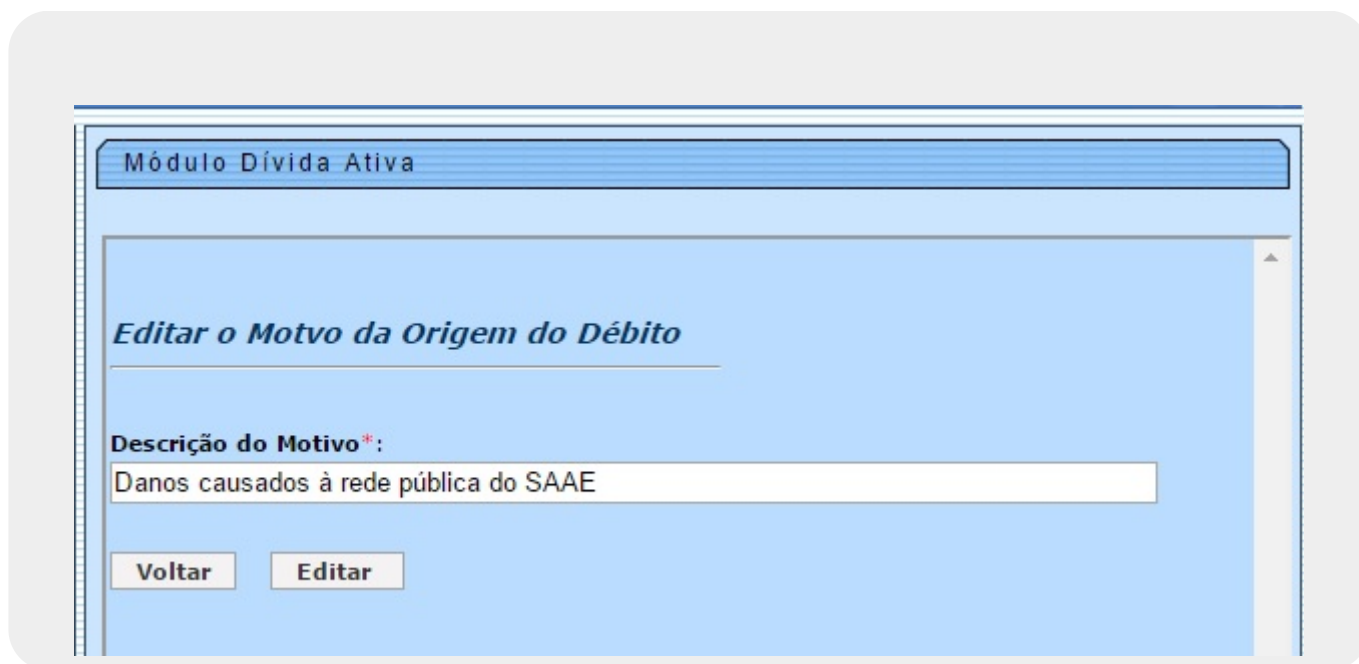 Módulo Dívida Ativa
Editar o Motvo da Origem do Débito
Descrição do Motivo*:
Danos causados à rede pública do SAAE
Voltar Editar